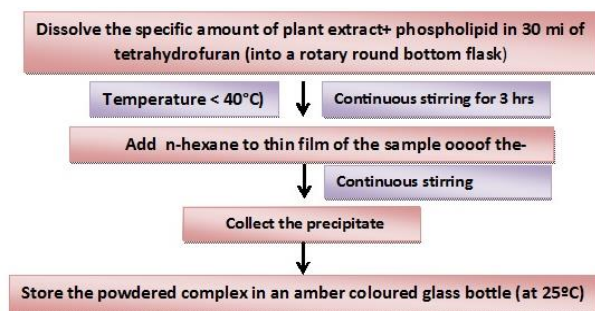 Dissolve the specific amount of plant extract+ phospholipid in 30 mi of
tetrahydrofuran (into a rotary round bottom flask)
Temperature < 40°C)
Continuous stirring for 3 hrs
Add n-hexane to thin film of the sample oooof the-
Continuous stirring
Collect the precipitate
Store the powdered complex in an amber coloured glass bottle (at 25ºC)